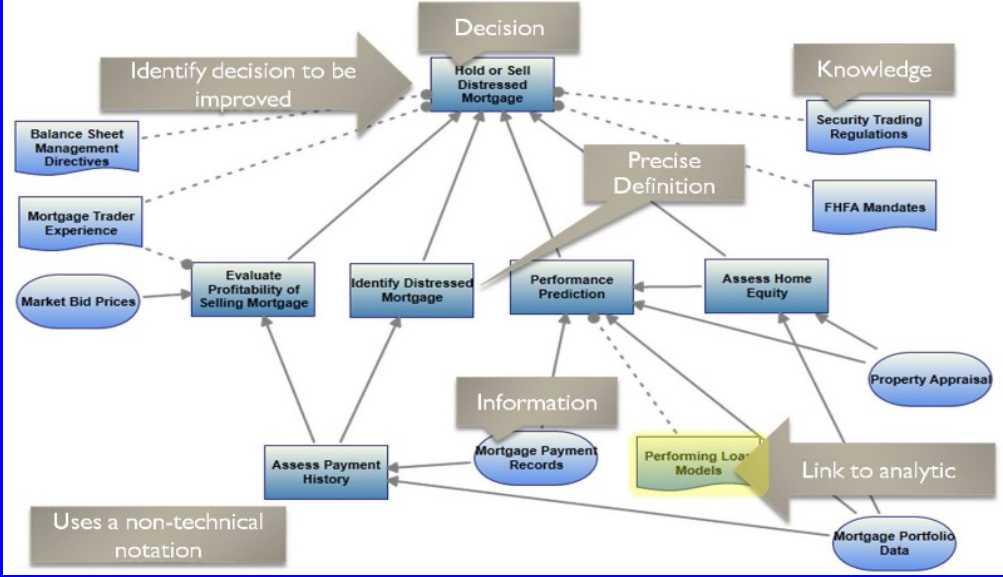 Decision
Identify decision to be
improved
Hold or Sell
Distressed
Mortgage
Knowledge
Balance Sheet
Management
Directives
Security Trading
Regulations
Precise
Definition
Mortgage Trader
Experience
FHFA Mandates
Market Bid Prices
Evaluate
Profitability of
Selling Mortgage
Identify Distressed
Mortgage
Performance
Prediction
Assess Home
Equity
Property Appraisal
Information
Assess Payment
History
Mortgage Payment
Records
Performing Loan
Models
Link to analytic
Uses a non-technical
notation
Mortgage Portfolio
Data